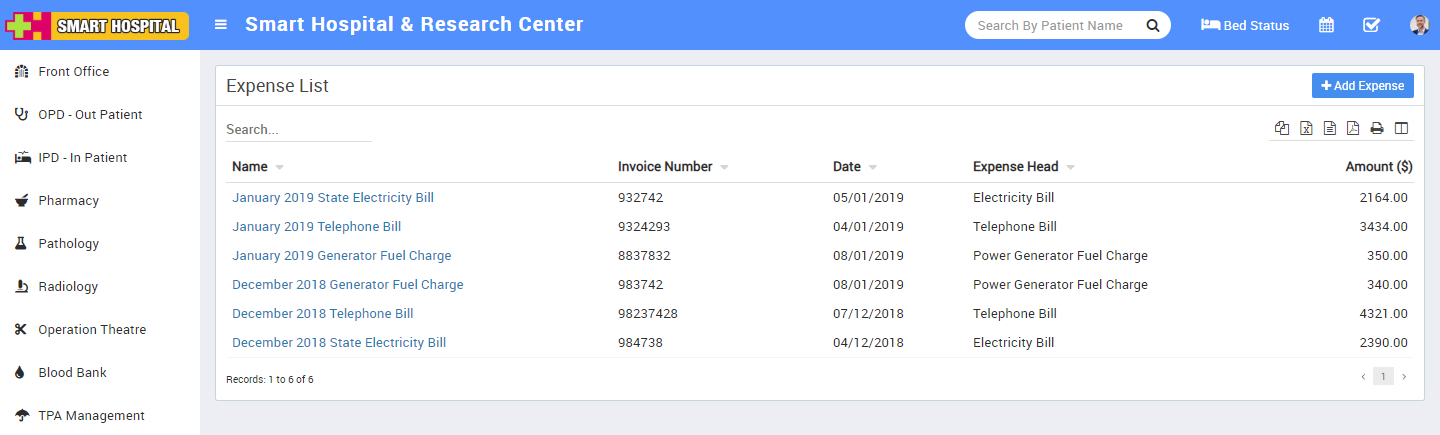 SMART HOSPITAL Smart Hospital & Research Center Search By Patient Name Bed Status
Front Office
OPD - Out Patient
IPD - In Patient
Pharmacy
Pathology
Radiology
Operation Theatre
Blood Bank
TPA Management
Expense List Add Expense
Search...
Name Invoice Number Date Expense Head Amount ($)
January 2019 State Electricity Bill 932742 05/01/2019 Electricity Bill 2164.00
January 2019 Telephone Bill 9324293 04/01/2019 Telephone Bill 3434.00
January 2019 Generator Fuel Charge 8837832 08/01/2019 Power Generator Fuel Charge 350.00
December 2018 Generator Fuel Charge 983742 08/01/2019 Power Generator Fuel Charge 340.00
December 2018 Telephone Bill 98237428 07/12/2018 Telephone Bill 4321.00
December 2018 State Electricity Bill 984738 04/12/2018 Electricity Bill 2390.00
Records: 1 to 6 of 6 ‹ 1 ›